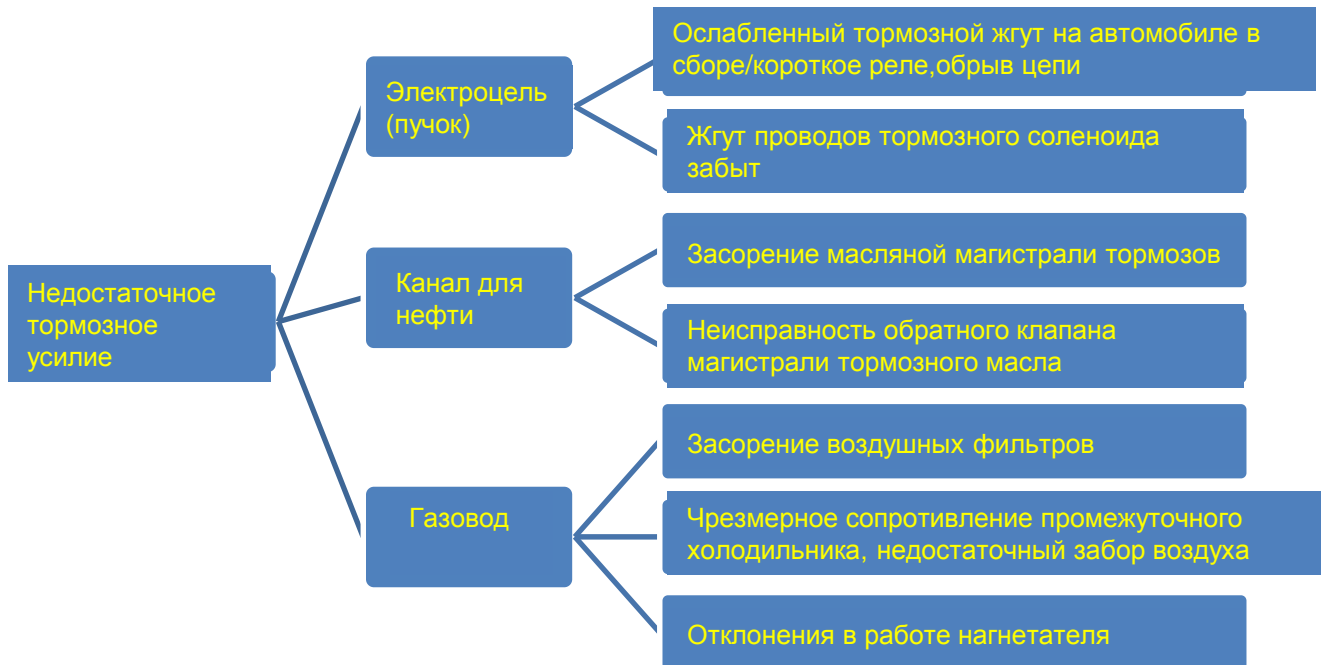 Недостаточное
тормозное
усилие
Электроцель
(пучок)
Ослабленный тормозной жгут на автомобиле в
сборе/короткое реле,обрыв цепи
Жгут проводов тормозного соленоида
забыт
Канал для
нефти
Засорение масляной магистрали тормозов
Неисправность обратного клапана
магистрали тормозного масла
Газовод
Засорение воздушных фильтров
Чрезмерное сопротивление промежуточного
холодильника, недостаточный забор воздуха
Отклонения в работе нагнетателя